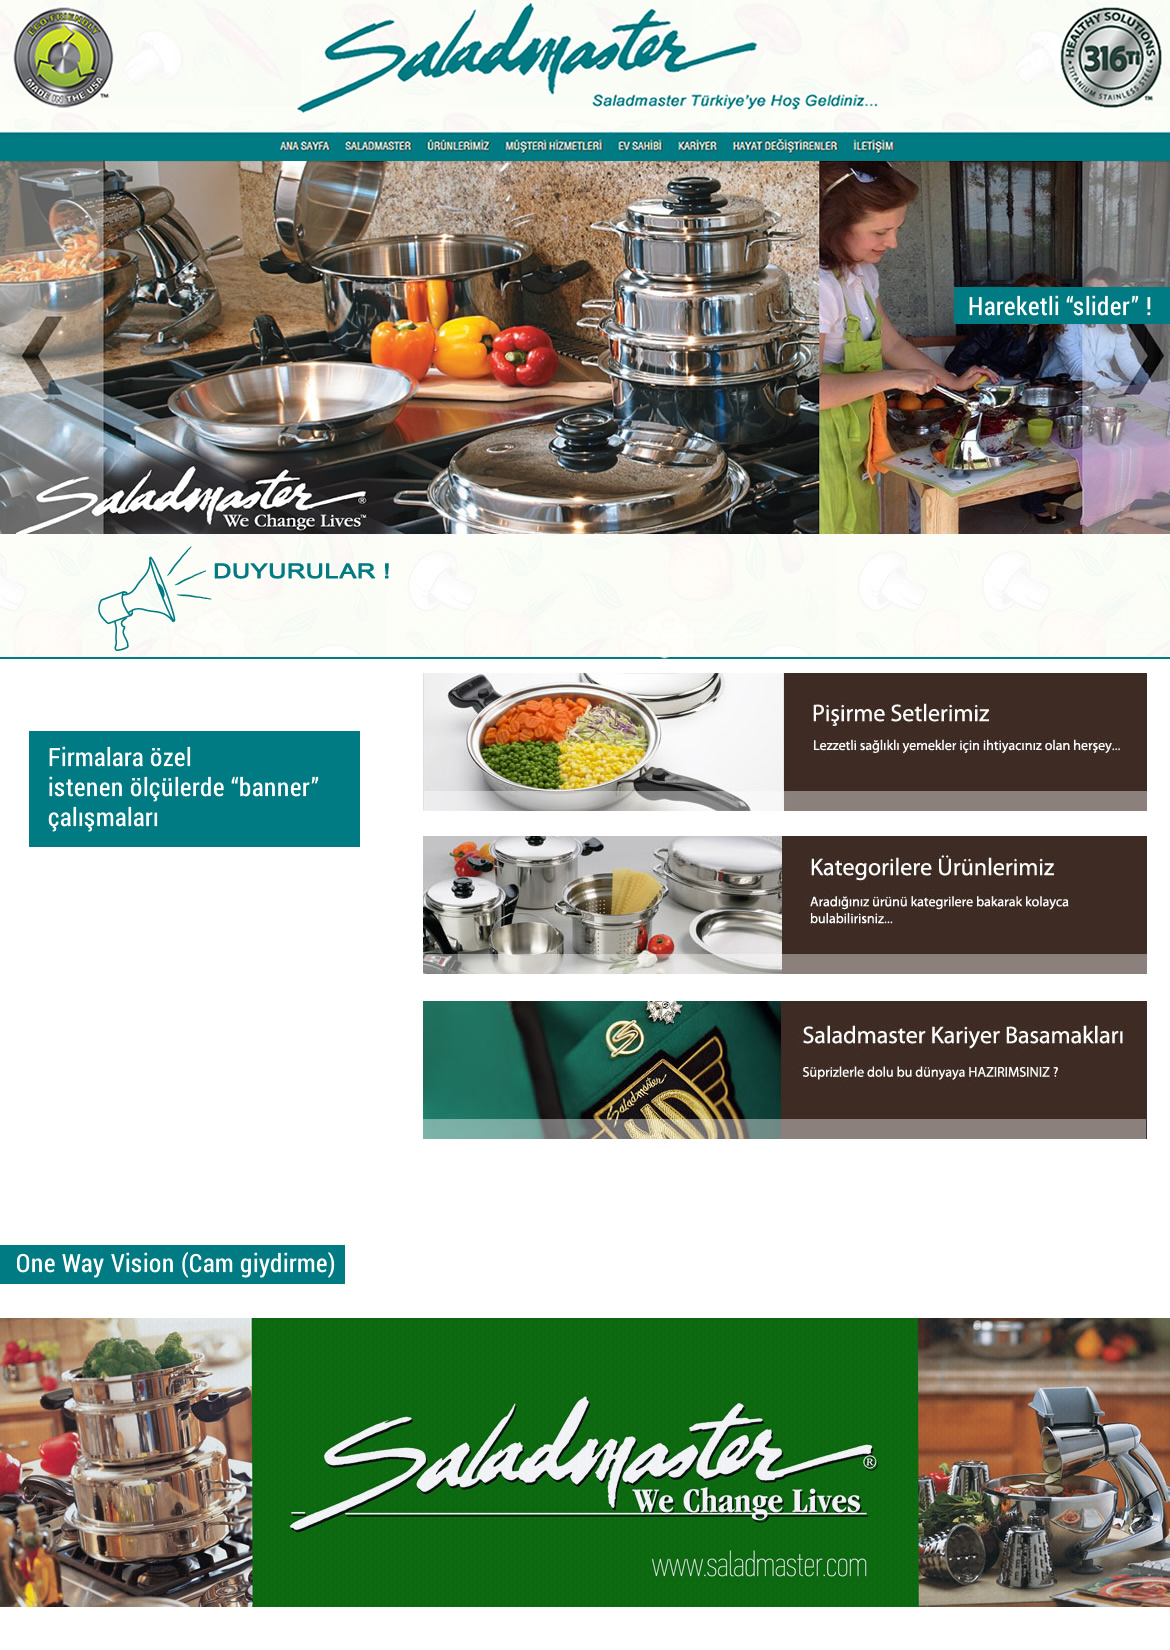 ECO-FRIENDLY
MADE IN THE USA
™
Saladmaster
Saladmaster Türkiye'ye Hoş Geldiniz...
HEALTHY SOLUTIONS
316Ti
TITANIUM STAINLESS STEEL
™
ANA SAYFA SALADMASTER ÜRÜNLERİMİZ MÜŞTERİ HİZMETLERİ EV SAHİBİ KARİYER HAYAT DEĞİŞTİRENLER İLETİŞİM
Hareketli “slider” !
Saladmaster®
We Change Lives™
DUYURULAR !
Pişirme Setlerimiz
Lezzetli sağlıklı yemekler için ihtiyacınız olan herşey...
Firmalara özel
istenen ölçülerde “banner”
çalışmaları
Kategorilere Ürünlerimiz
Aradığınız ürünü kategrilere bakarak kolayca
bulabilirisniz...
Saladmaster Kariyer Basamakları
Süprizlerle dolu bu dünyaya HAZIRIMSINIZ ?
Saladmaster
MD
One Way Vision (Cam giydirme)
Saladmaster®
We Change Lives
www.saladmaster.com